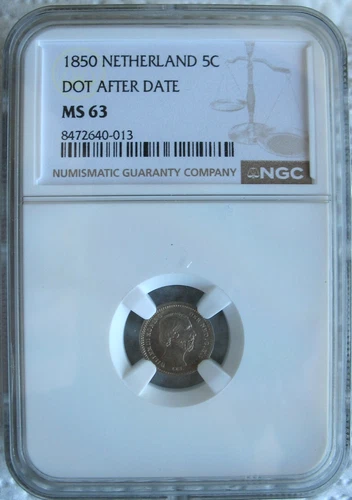 1850 NETHERLAND 5C
DOT AFTER DATE
MS 63
8472640-013
NUMISMATIC GUARANTY COMPANY NGC